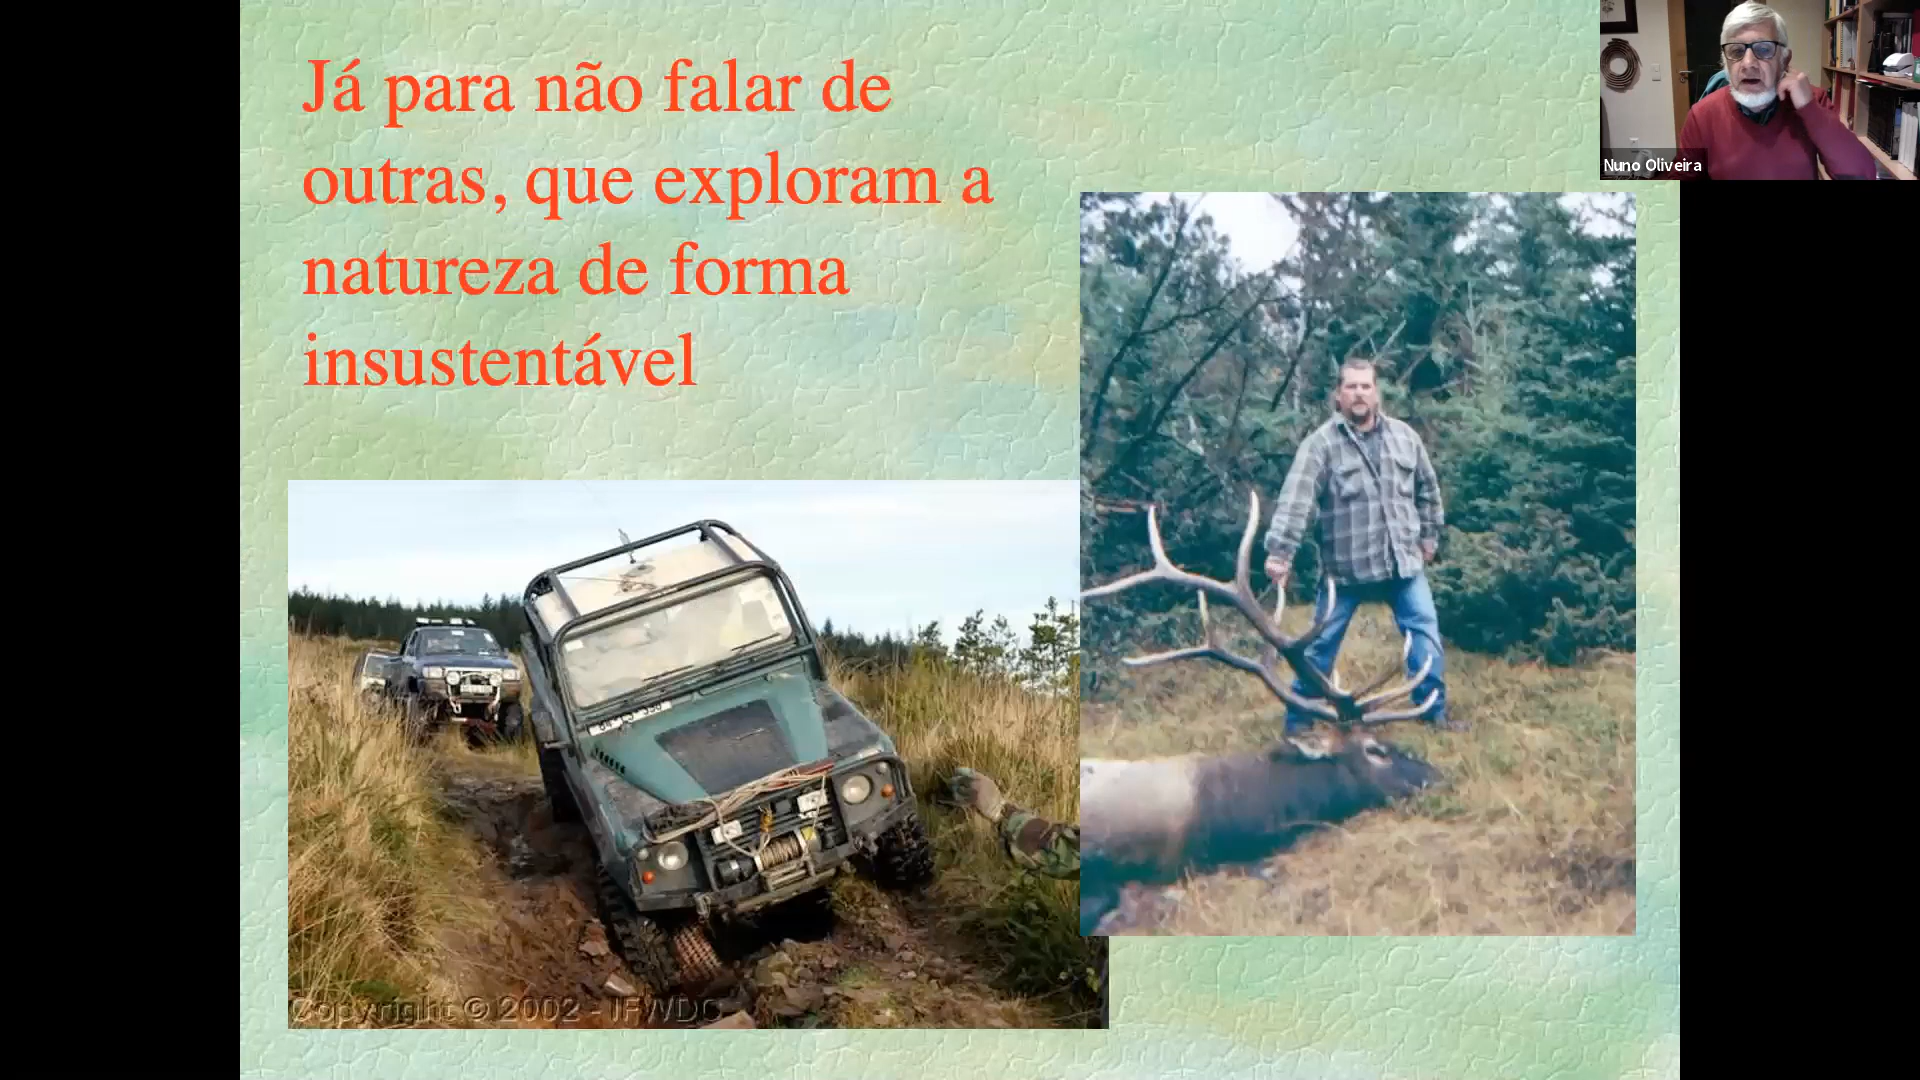 Já para não falar de
outras, que exploram a
natureza de forma
insustentável
Nuno Oliveira
Copyright © 2002 - IFWDC